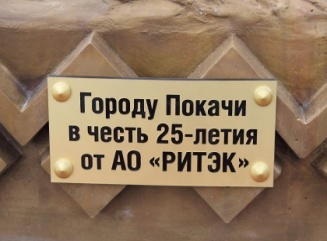 Городу Покачи
в честь 25-летия
от АО «РИТЭК»